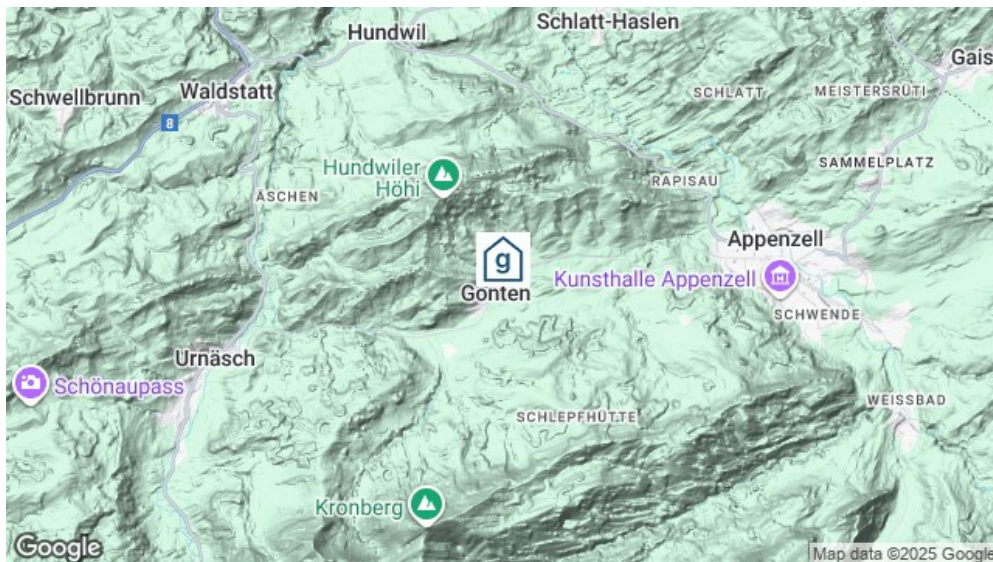 Hundwil
Schlatt-Haslen
Gais
Schwellbrunn
Waldstatt
SCHLATT
MEISTERSRÜTI
8
Hundwiler
Höhi
SAMMELPLATZ
ÄSCHEN
RAPISAU
Appenzell
g
Kunsthalle Appenzell
Gonten
SCHWENDE
Urnäsch
Schönaupass
WEISSBAD
SCHLEPFHÜTTE
Kronberg
Google
Map data ©2025 Google